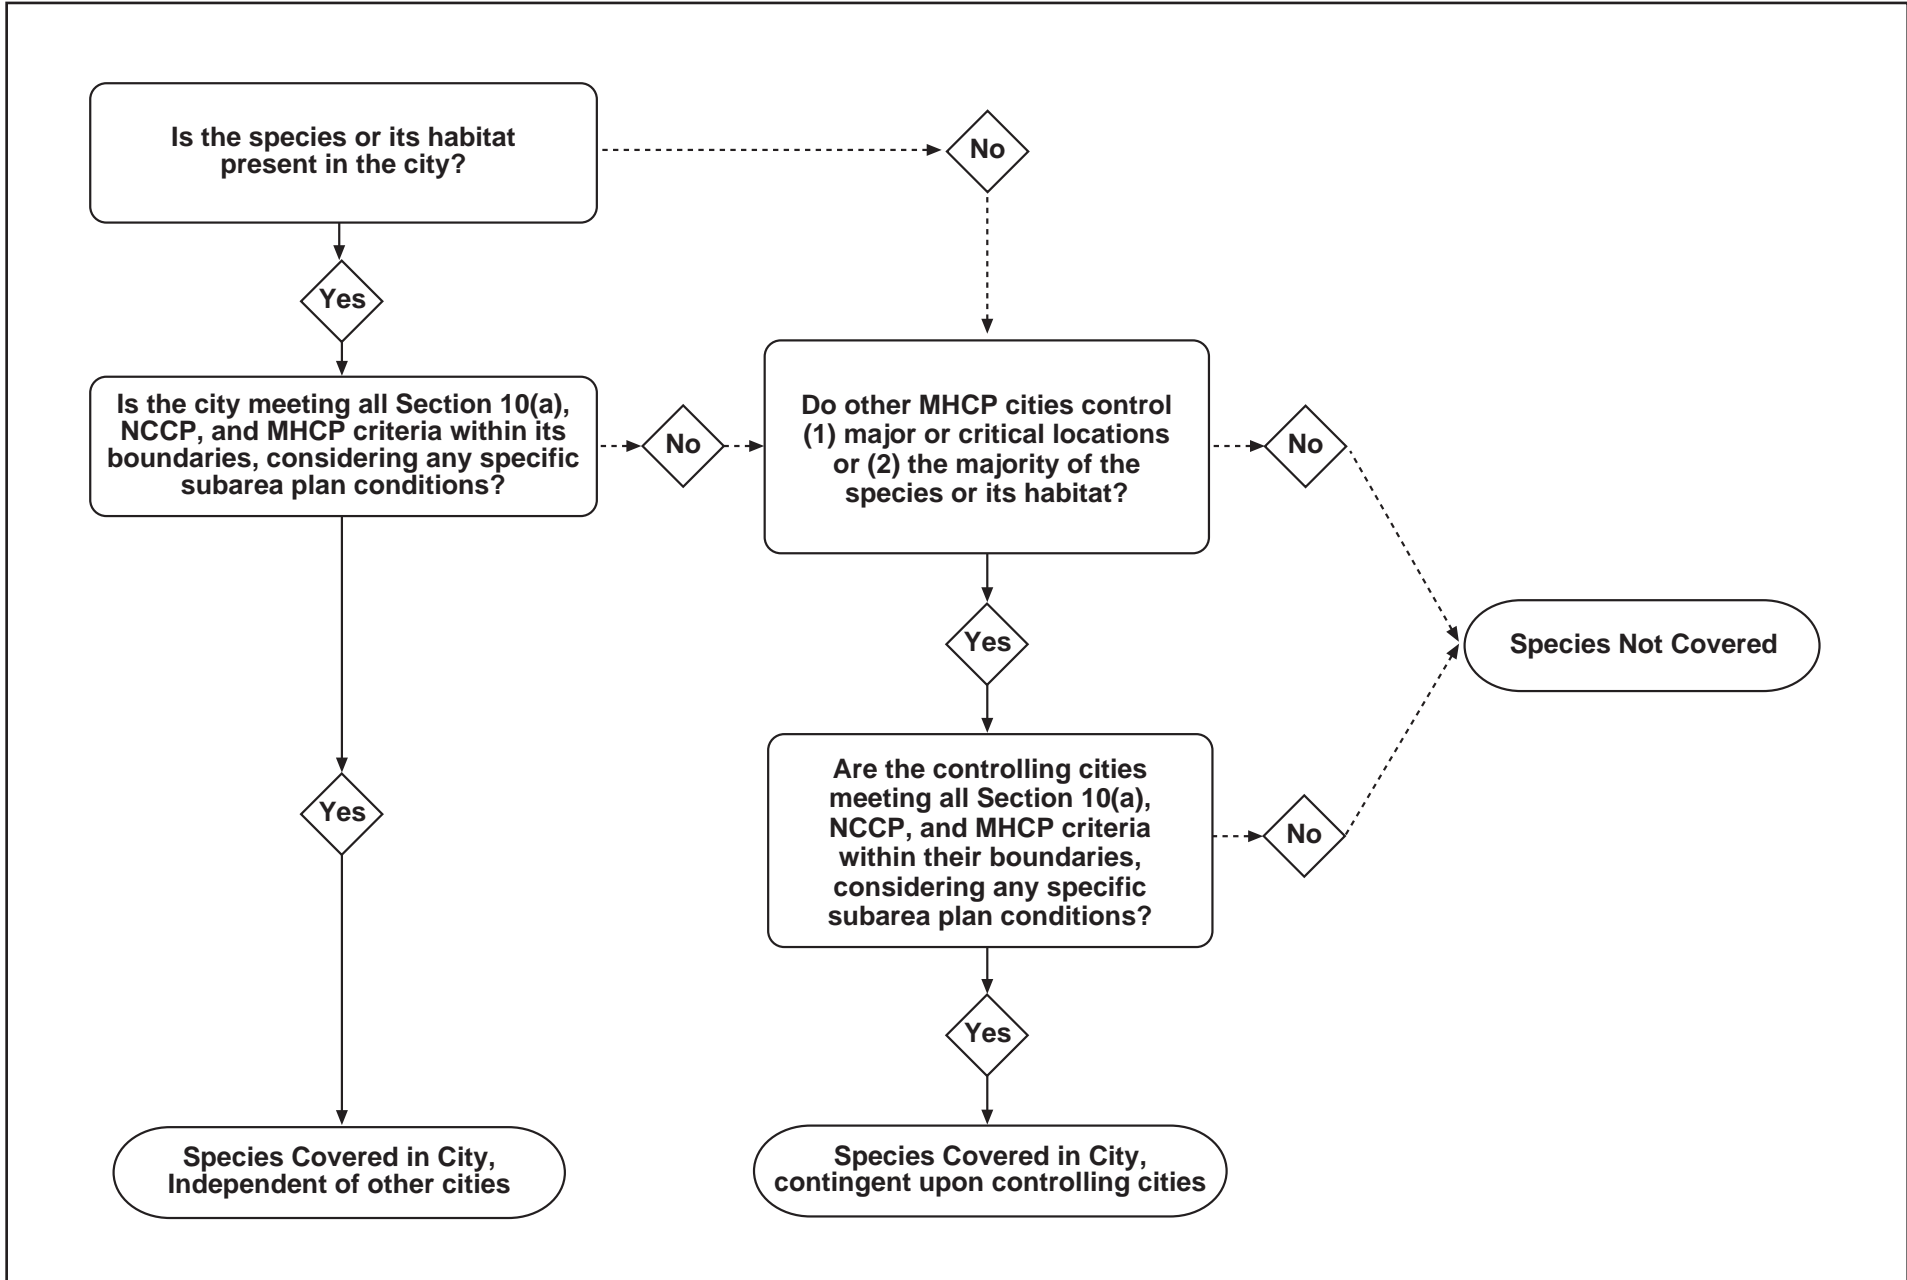 Is the species or its habitat
present in the city?
No
Yes
Is the city meeting all Section 10(a),
NCCP, and MHCP criteria within its
boundaries, considering any specific
subarea plan conditions?
No
Do other MHCP cities control
(1) major or critical locations
or (2) the majority of the
species or its habitat?
No
Yes
Species Not Covered
Yes
Are the controlling cities
meeting all Section 10(a),
NCCP, and MHCP criteria
within their boundaries,
considering any specific
subarea plan conditions?
No
Yes
Species Covered in City,
Independent of other cities
Species Covered in City,
contingent upon controlling cities